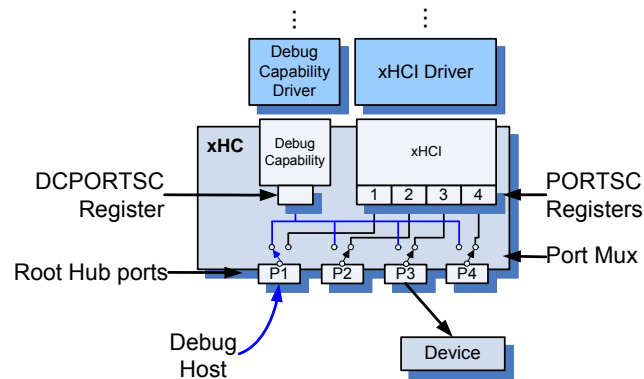 Debug
Capability
Driver
xHCI Driver
xHC
Debug
Capability
xHCI
DCPORTSC
Register
1 2 3 4
PORTSC
Registers
Root Hub ports
P1 P2 P3 P4
Port Mux
Debug
Host
Device